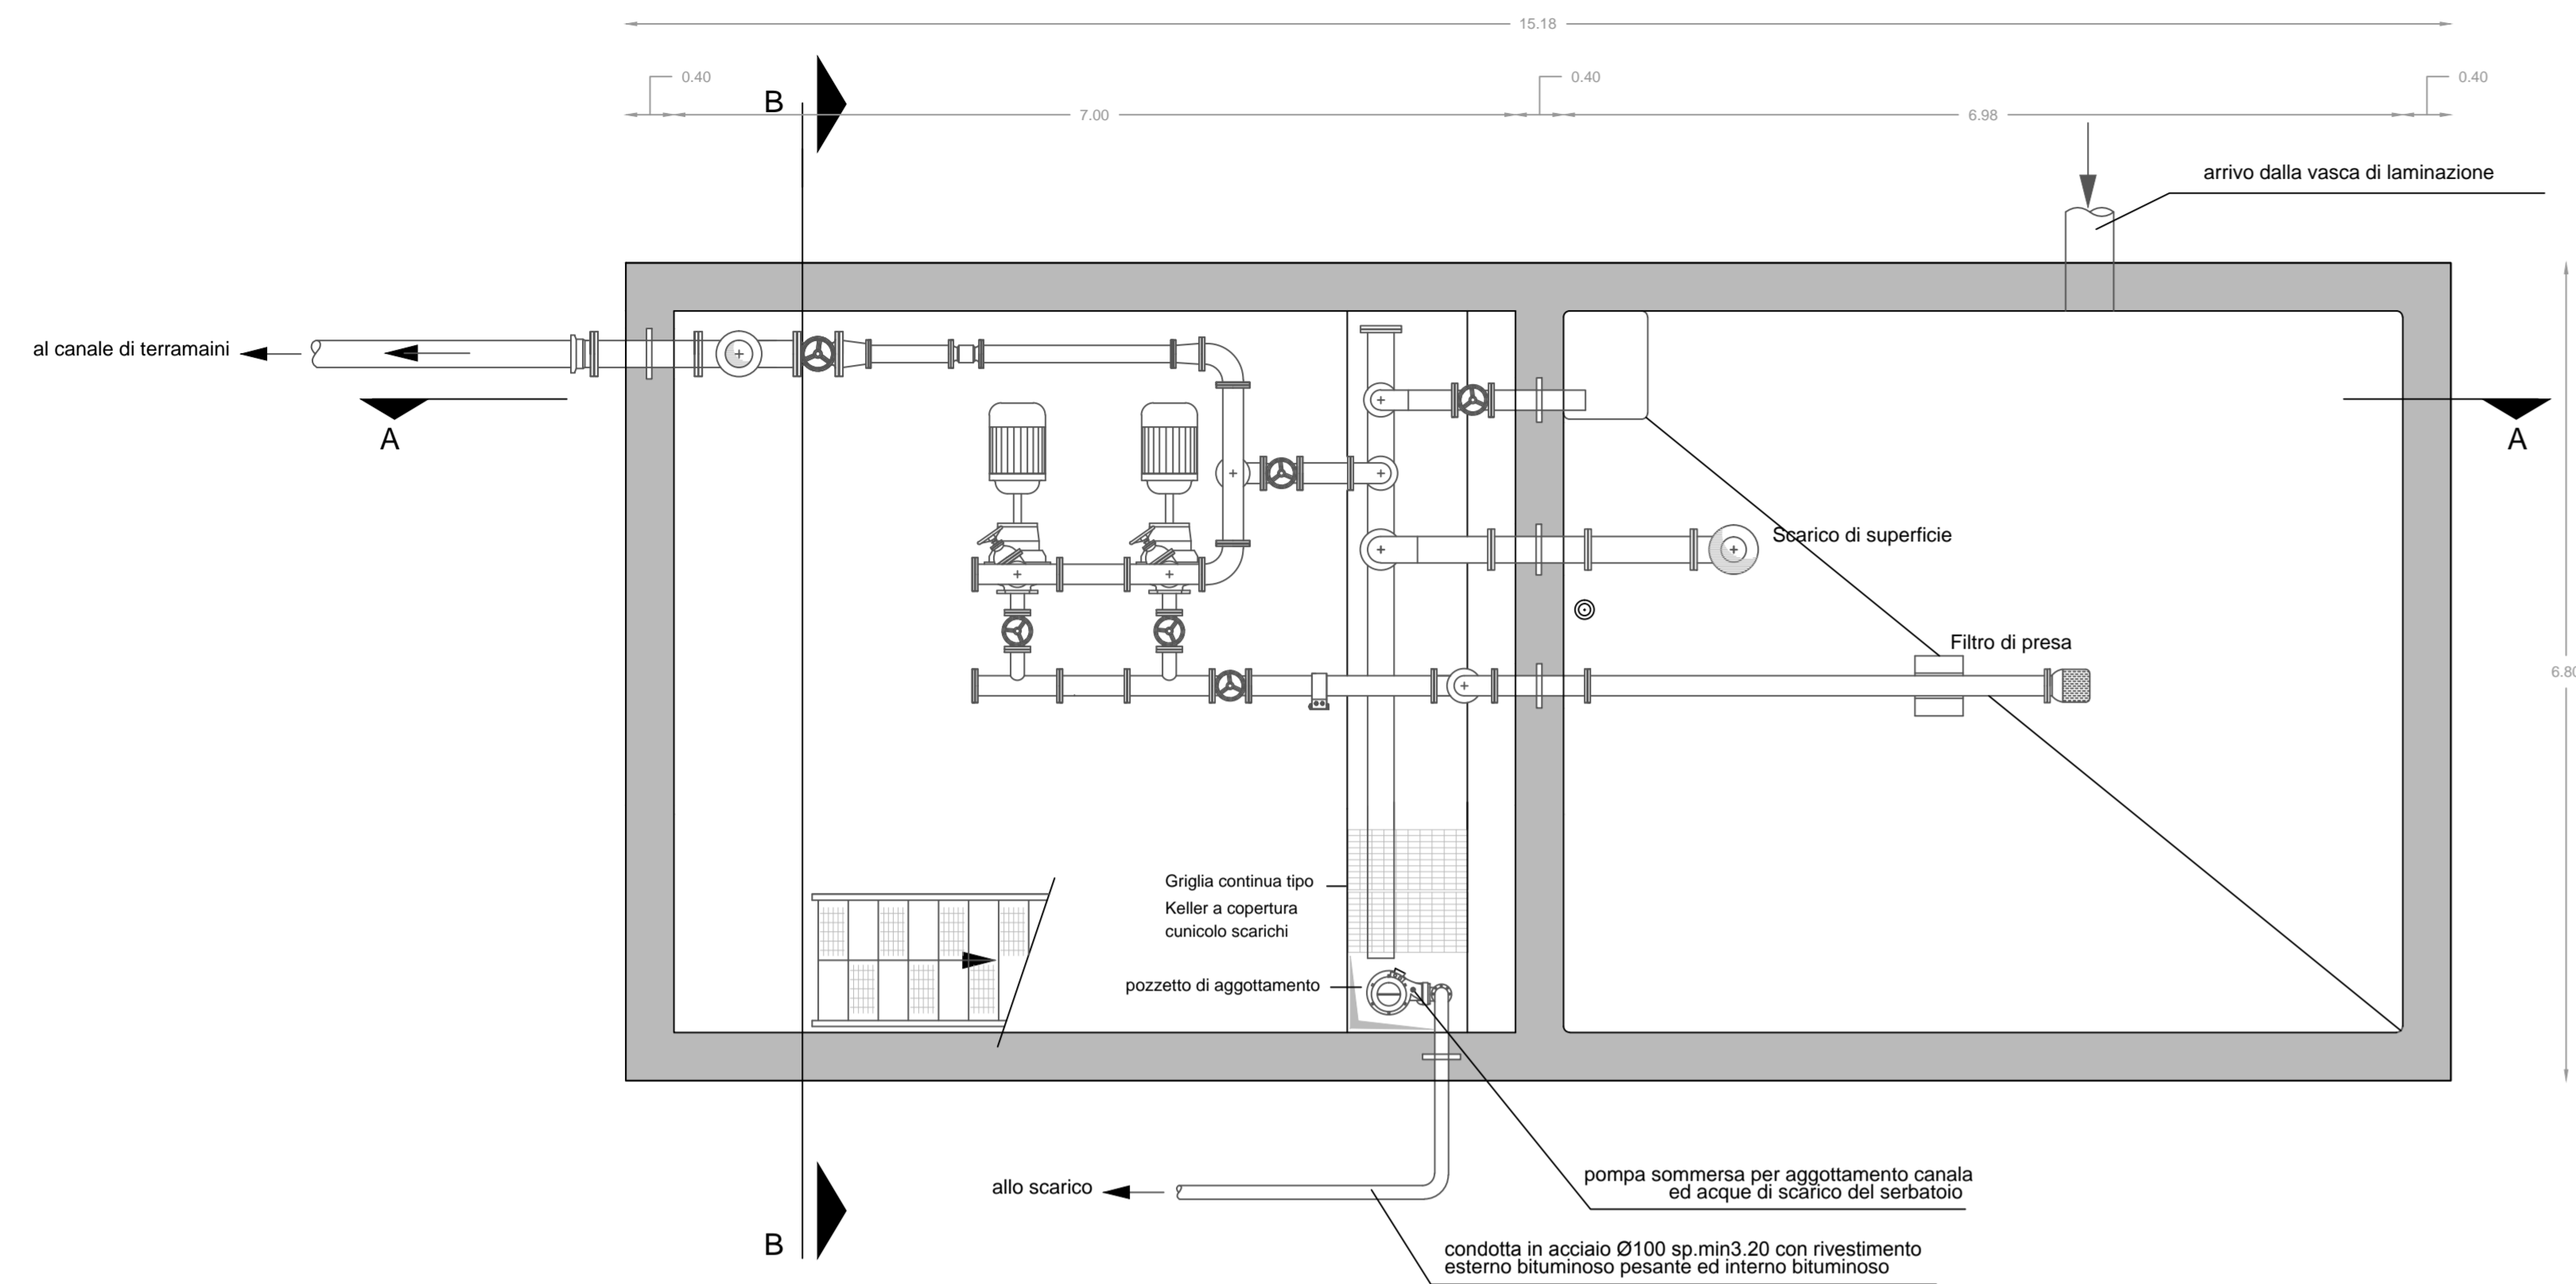 15.18
0.40
0.40
0.40
B
7.00
6.98
arrivo dalla vasca di laminazione
al canale di terramaini
A
A
Scarico di superficie
Filtro di presa
6.80
Griglia continua tipo
Keller a copertura
cunicolo scarichi
pozzetto di aggottamento
pompa sommersa per aggottamento canala
ed acque di scarico del serbatoio
allo scarico
B
condotta in acciaio Ø100 sp.min3.20 con rivestimento
esterno bituminoso pesante ed interno bituminoso